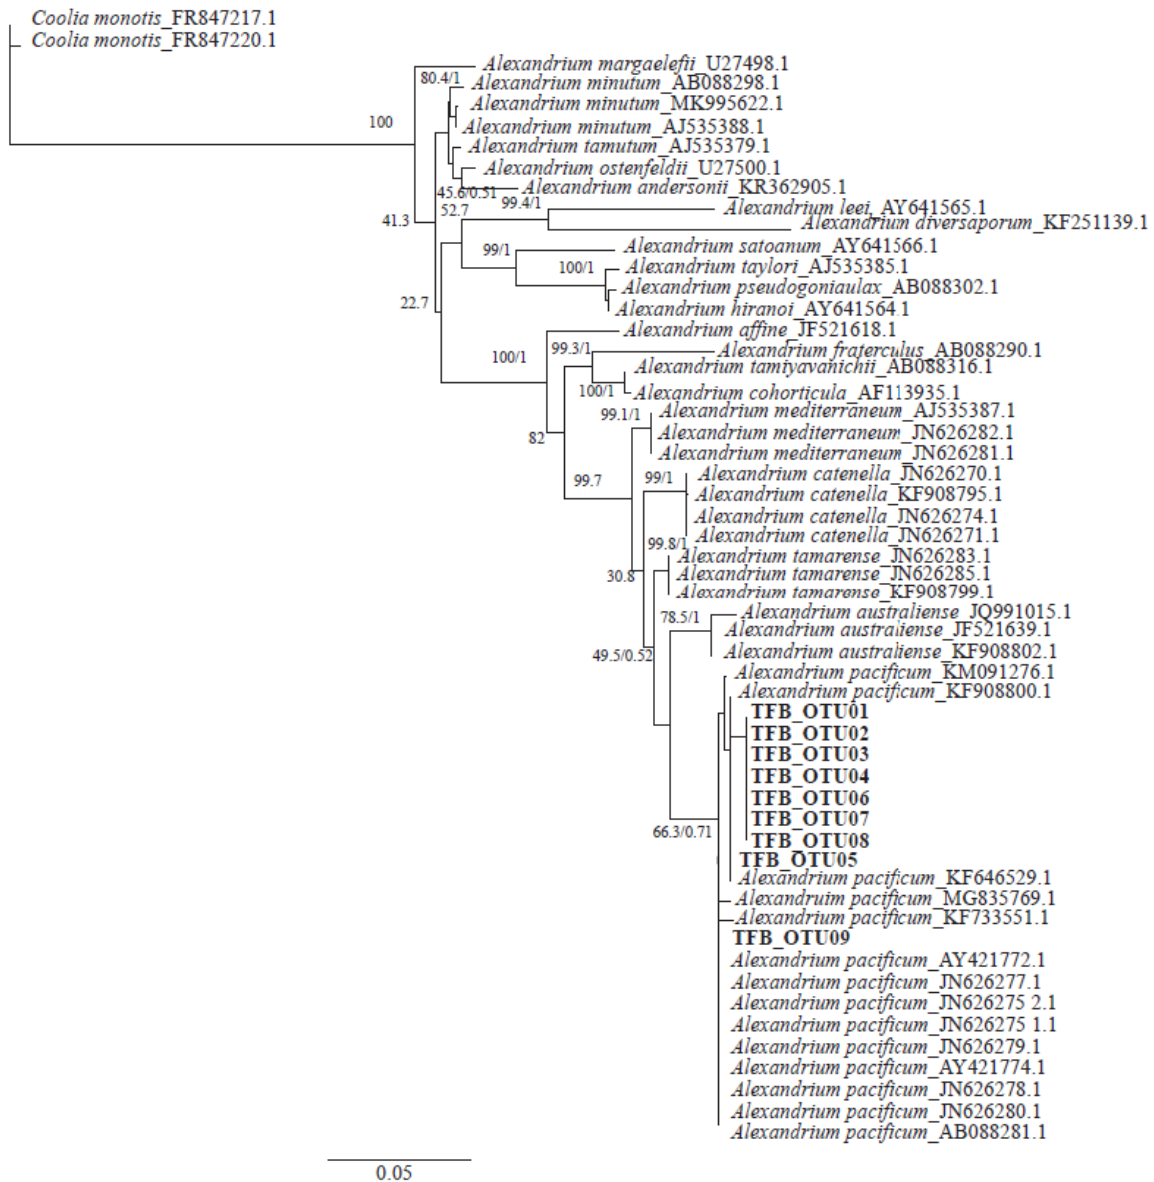 Coolia monotis_FR847217.1
Coolia monotis_FR847220.1
Alexandrium margaelefii_U27498.1
80.4/1
Alexandrium minutum_AB088298.1
Alexandrium minutum_MK995622.1
100
Alexandrium minutum_AJ535388.1
Alexandrium tamutum_AJ535379.1
Alexandrium ostenfeldii_U27500.1
Alexandrium andersonii_KR362905.1
45.6/0.51
99.4/1
52.7
Alexandrium leei_AY641565.1
41.3
Alexandrium diversaporum_KF251139.1
Alexandrium satoanum_AY641566.1
99/1
100/1
Alexandrium taylori_AJ535385.1
Alexandrium pseudogoniaulax_AB088302.1
22.7
Alexandrium hiranoi_AY641564.1
Alexandrium affine_JF521618.1
99.3/1
Alexandrium fraterculus_AB088290.1
100/1
Alexandrium tamiyavanichii_AB088316.1
100/1
Alexandrium cohorticula_AF113935.1
99.1/1
Alexandrium mediterraneum_AJ535387.1
82
Alexandrium mediterraneum_JN626282.1
Alexandrium mediterraneum_JN626281.1
99.7
99/1
Alexandrium catenella_JN626270.1
Alexandrium catenella_KF908795.1
Alexandrium catenella_JN626274.1
Alexandrium catenella_JN626271.1
99.8/1
Alexandrium tamarense_JN626283.1
30.8
Alexandrium tamarense_JN626285.1
Alexandrium tamarense_KF908799.1
78.5/1
Alexandrium australiense_JQ991015.1
Alexandrium australiense_JF521639.1
49.5/0.52
Alexandrium australiense_KF908802.1
Alexandrium pacificum_KM091276.1
Alexandrium pacificum_KF908800.1
TFB_OTU01
TFB_OTU02
TFB_OTU03
TFB_OTU04
TFB_OTU06
TFB_OTU07
66.3/0.71
TFB_OTU08
TFB_OTU05
Alexandrium pacificum_KF646529.1
Alexandruim pacificum_MG835769.1
Alexandrium pacificum_KF733551.1
TFB_OTU09
Alexandrium pacificum_AY421772.1
Alexandrium pacificum_JN626277.1
Alexandrium pacificum_JN626275 2.1
Alexandrium pacificum_JN626275 1.1
Alexandrium pacificum_JN626279.1
Alexandrium pacificum_AY421774.1
Alexandrium pacificum_JN626278.1
Alexandrium pacificum_JN626280.1
Alexandrium pacificum_AB088281.1
0.05